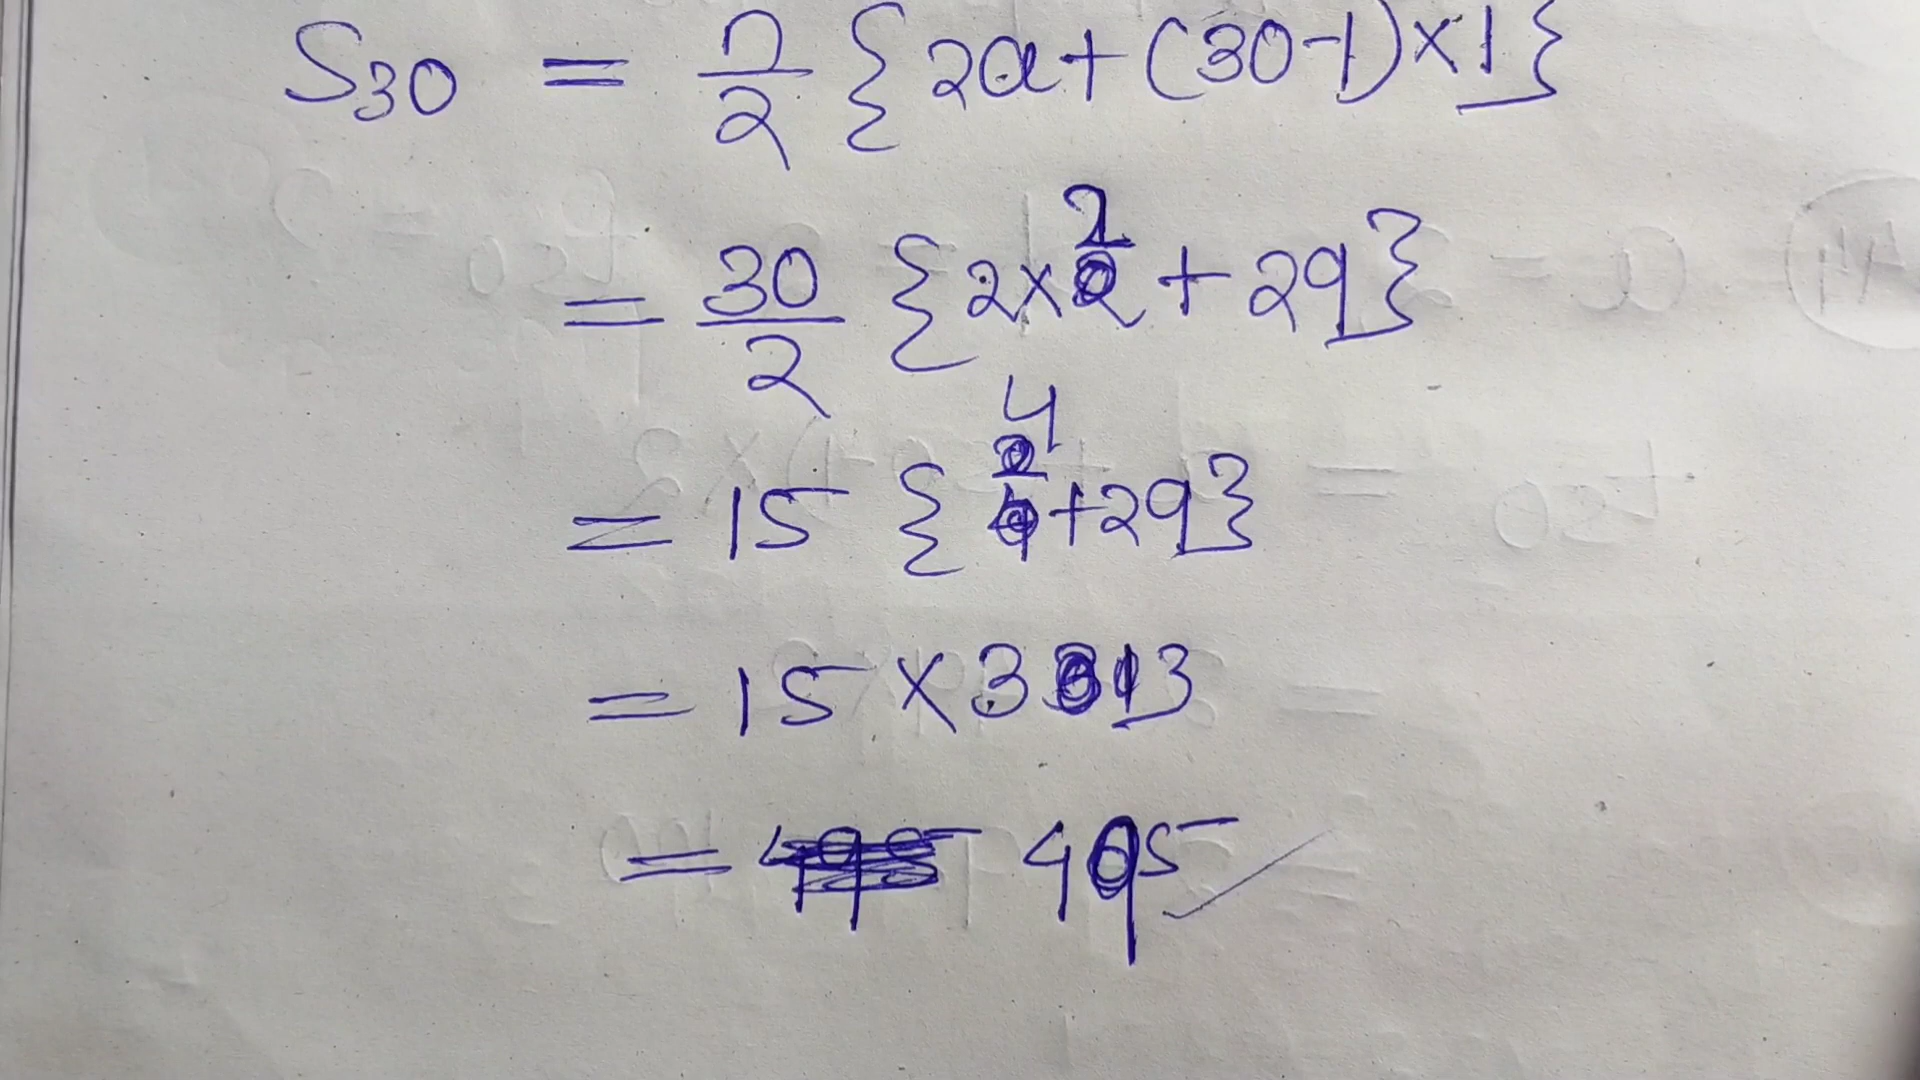 S30 = n/2 {2a+(30-1)×1}
= 30/2 {2×2+29}
= 15 {4+29}
= 15 × 33
= 495